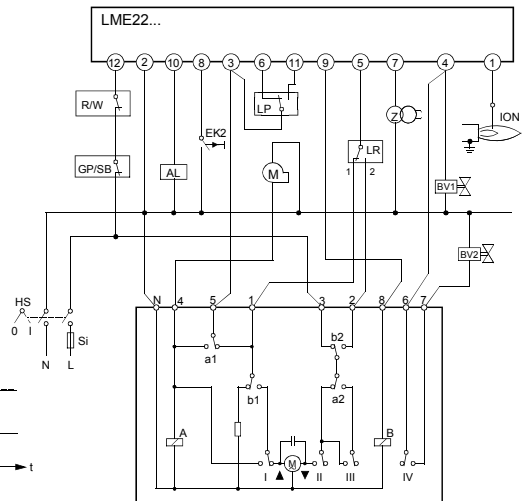 LME22...
12 2 10 8 3 6 11 9 5 7 4 1
R/W
LP
EK2
Z
ION
LR
GP/SB
AL
M
1 2
BV1
BV2
HS
0 I
Si
N L
N 4 5 1 3 2 8 6 7
a1
b2
b1
a2
A
B
I M II III IV
t